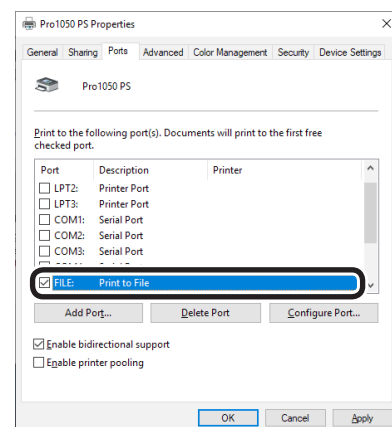 Pro1050 PS Properties
General Sharing Ports Advanced Color Management Security Device Settings
Pro1050 PS
Print to the following port(s). Documents will print to the first free
checked port.
Port Description Printer
LPT2: Printer Port
LPT3: Printer Port
COM1: Serial Port
COM2: Serial Port
COM3: Serial Port
FILE: Print to File
Add Port... Delete Port Configure Port...
Enable bidirectional support
Enable printer pooling
OK Cancel Apply